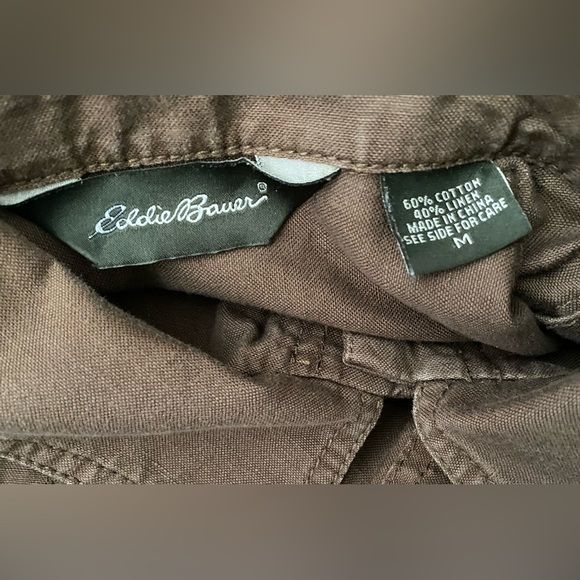 Eddie Bauer®
60% COTTON
40% LINEN
MADE IN CHINA
SEE SIDE FOR CARE
M